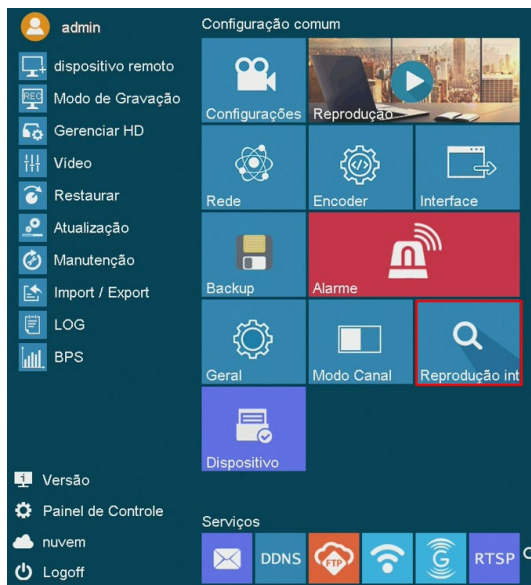 admin
dispositivo remoto
REC
Modo de Gravação
Gerenciar HD
Vídeo
Restaurar
Atualização
Manutenção
Import / Export
LOG
BPS
Versão
Painel de Controle
nuvem
Logoff
Configuração comum
Configurações
Reprodução
Rede
Encoder
Interface
Backup
Alarme
Geral
Modo Canal
Reprodução int
Dispositivo
Serviços
DDNS
FTP
G
RTSP